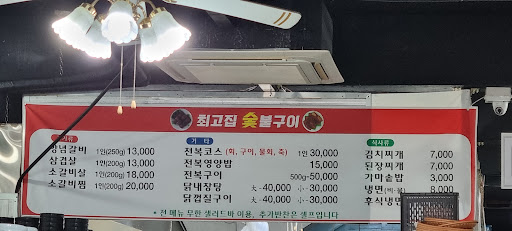 최고집 숯불구이
양념갈비 1인(250g) 13,000
삼겹살 1인(200g) 13,000
소갈비살 1인(200g) 18,000
소갈비찜 1인(200g) 20,000
기 타
전복코스 (회, 구이, 물회, 죽) 1인 30,000
전복영양밥 15,000
전복구이 500g-50,000
닭내장탕 大-40,000 小-30,000
닭껍질구이 大-40,000 小-30,000
식사류
김치찌개 7,000
된장찌개 7,000
가마솥밥 3,000
냉면(비·물) 8,000
후식냉면
* 전 메뉴 무한 샐러드바 이용, 추가반찬은 셀프입니다 *